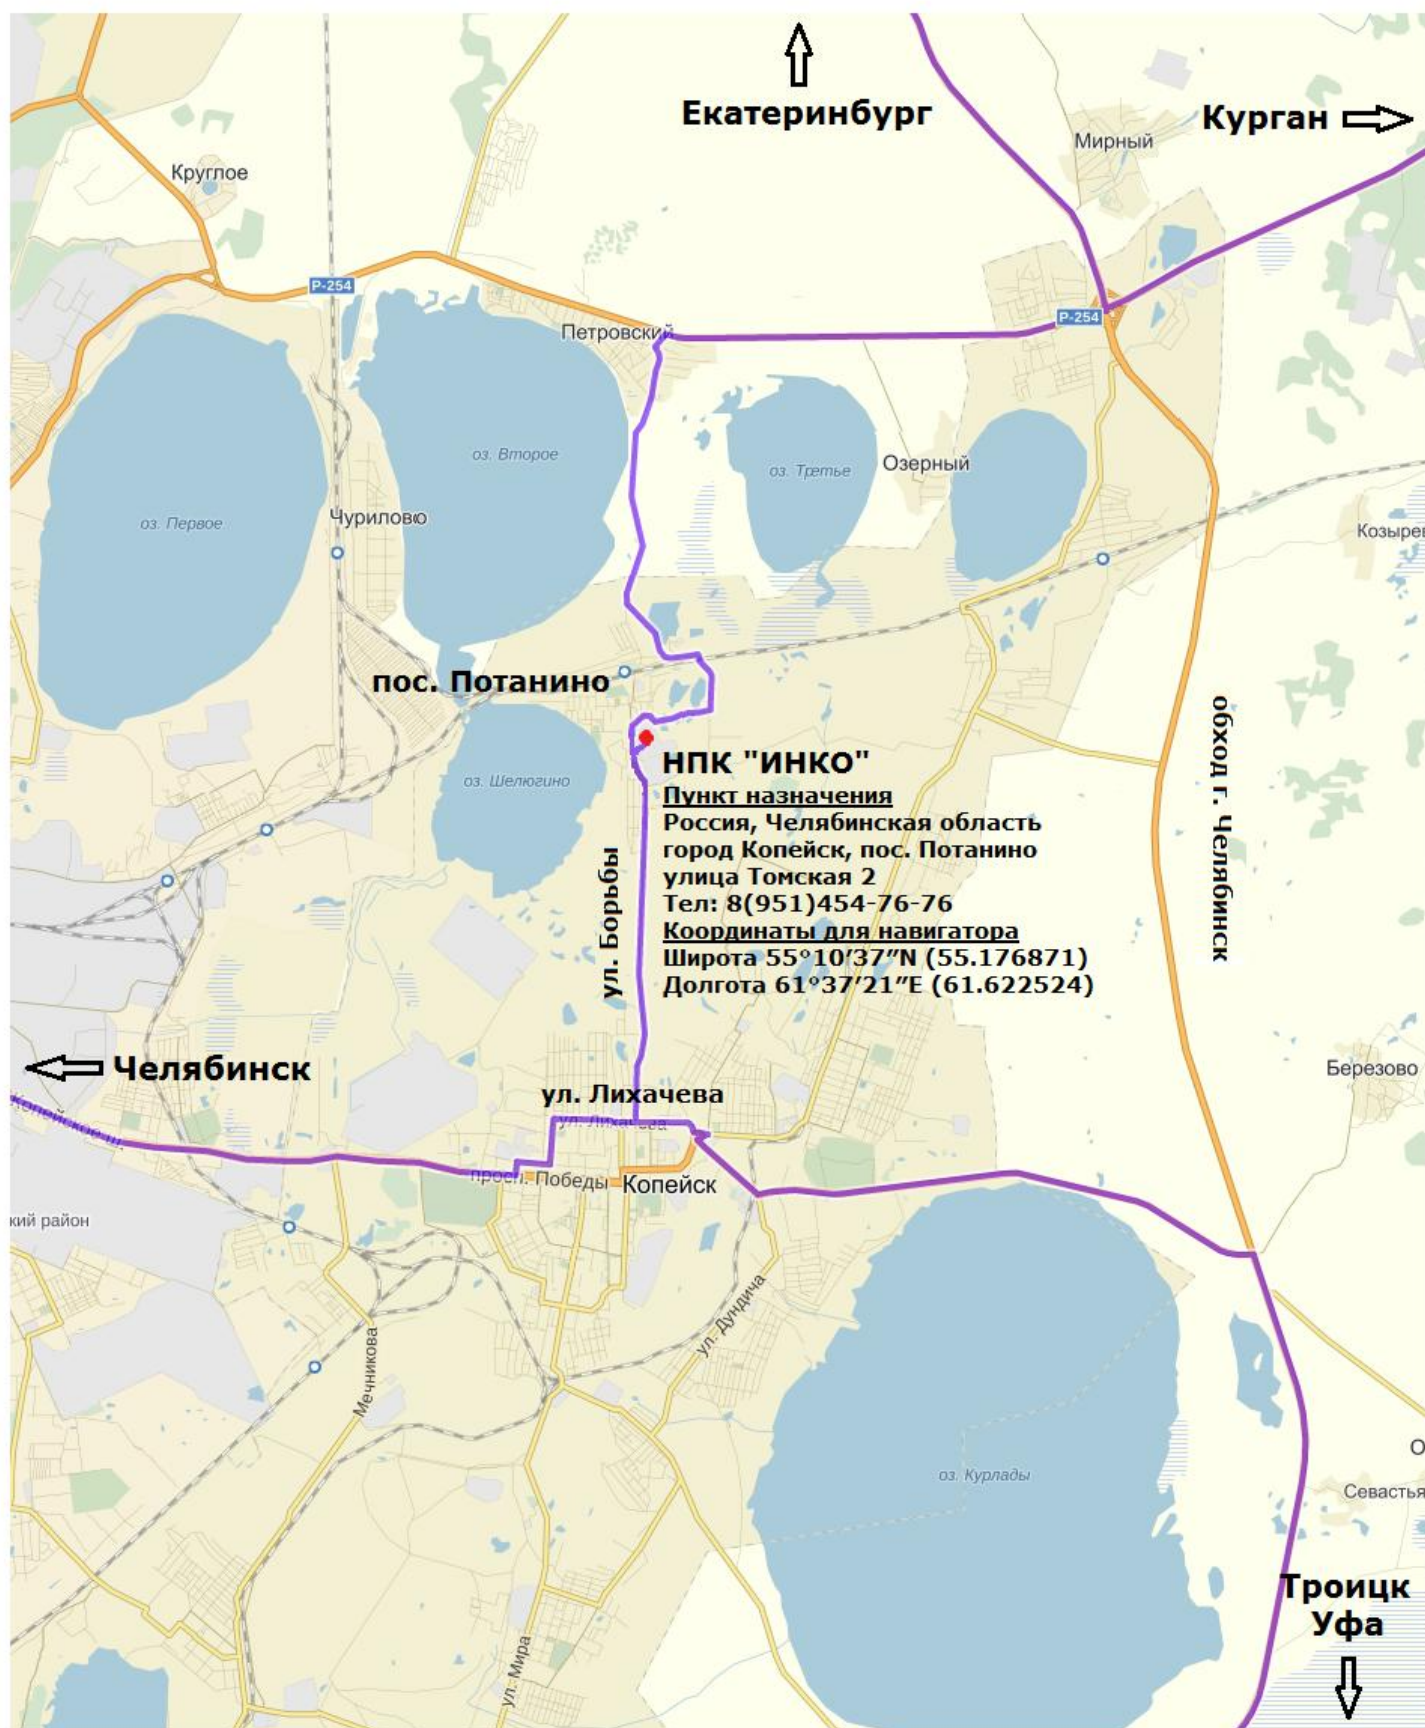 Екатеринбург
Курган
Мирный
Круглое
Р-254
Р-254
Петровский
оз. Второе
оз. Третье
Озерный
оз. Первое
Чурилово
Козырев
пос. Потанино
оз. Шелюгино
обход г. Челябинск
НПК "ИНКО"
Пункт назначения
Россия, Челябинская область
город Копейск, пос. Потанино
улица Томская 2
Тел: 8(951)454-76-76
Координаты для навигатора
Широта 55°10′37″N (55.176871)
Долгота 61°37′21″E (61.622524)
ул. Борьбы
Челябинск
Березово
ул. Лихачева
Копейское ш.
ул. Лихачева
просп. Победы
Копейск
кий район
ул. Дундича
Мечникова
оз. Курлады
О
Севастья
Троицк
Уфа
ул. Мира